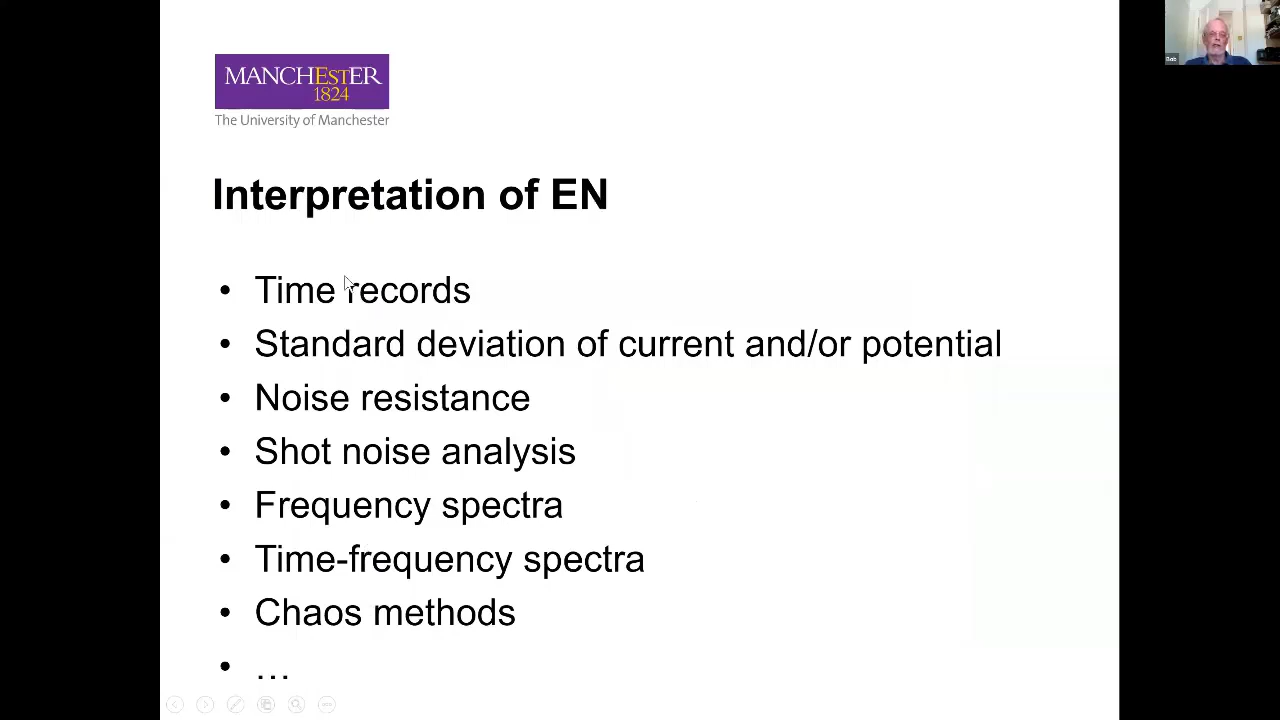 MANCHESTER
1824
The University of Manchester
Bob
Interpretation of EN
• Time records
• Standard deviation of current and/or potential
• Noise resistance
• Shot noise analysis
• Frequency spectra
• Time-frequency spectra
• Chaos methods
• …